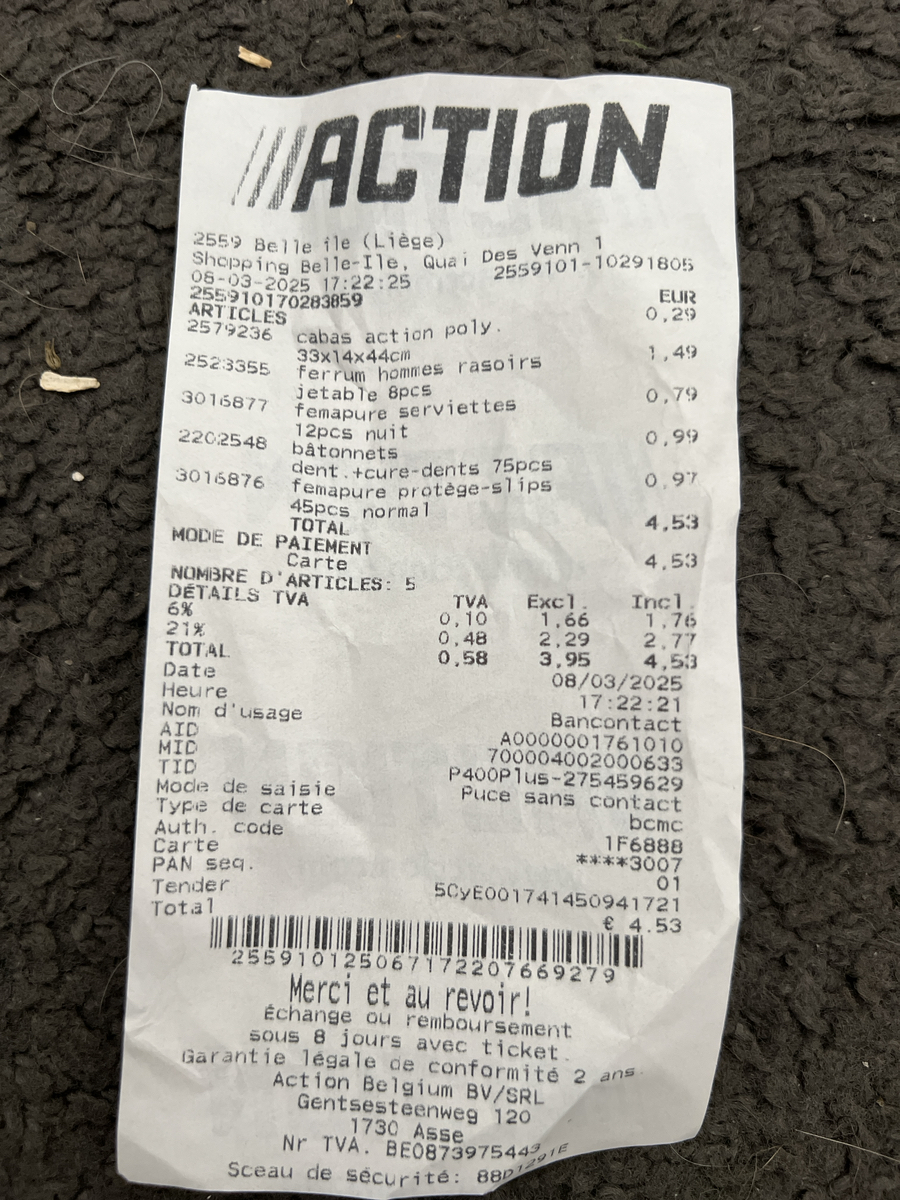 ACTION
2559 Belle île (Liège)
Shopping Belle-Ile, Quai Des Venn 1
08-03-2025 17:22:25 2559101-10291805
255910170283859
ARTICLES EUR
2579236 cabas action poly. 0,29
33x14x44cm
2523355 ferrum hommes rasoirs 1,49
jetable 8pcs
3016877 femapure serviettes 0,79
12pcs nuit
2202548 bâtonnets 0,99
dent.+cure-dents 75pcs
3016876 femapure protège-slips 0,97
45pcs normal
TOTAL 4,53
MODE DE PAIEMENT
Carte 4,53
NOMBRE D'ARTICLES: 5
DÉTAILS TVA TVA Excl. Incl.
6% 0,10 1,66 1,76
21% 0,48 2,29 2,77
TOTAL 0,58 3,95 4,53
Date 08/03/2025
Heure 17:22:21
Nom d'usage Bancontact
AID A0000001761010
MID 700004002000633
TID P400Plus-275459629
Mode de saisie Puce sans contact
Type de carte bcmc
Auth. code 1F6888
Carte ****3007
PAN seq. 01
Tender 5CyE001741450941721
Total € 4.53
255910125067172207669279
Merci et au revoir!
Échange ou remboursement
sous 8 jours avec ticket.
Garantie légale de conformité 2 ans.
Action Belgium BV/SRL
Gentsesteenweg 120
1730 Asse
Nr TVA. BE0873975443
Sceau de sécurité: 88D1291E